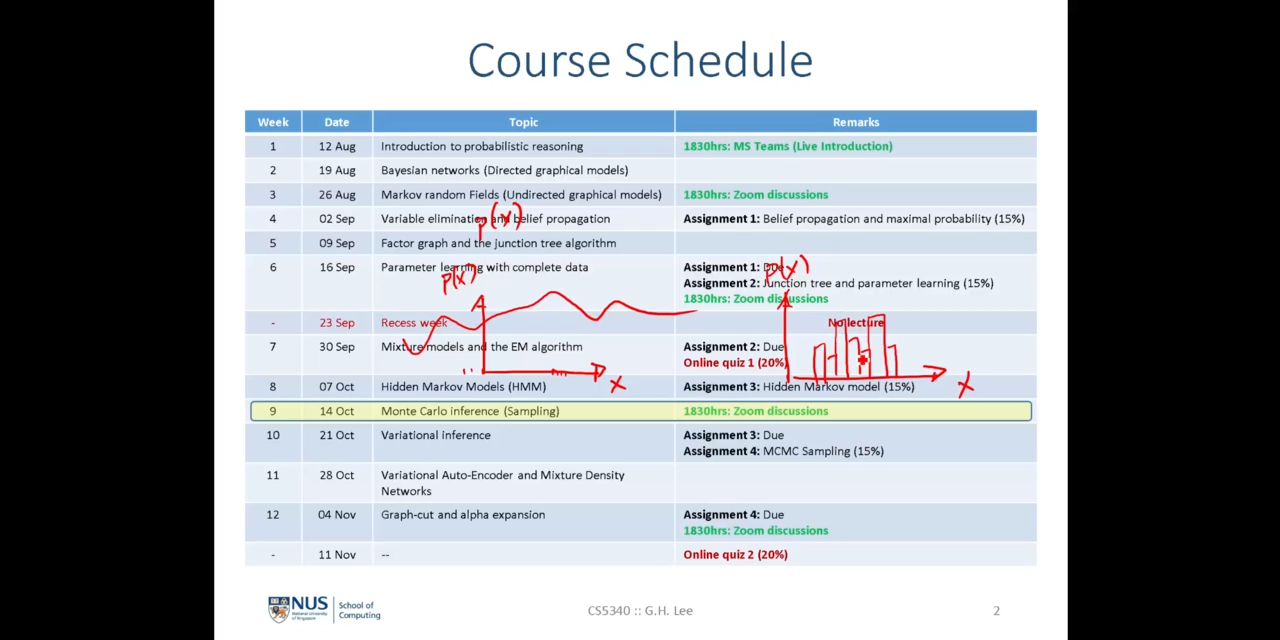 Course Schedule
Week Date Topic Remarks
1 12 Aug Introduction to probabilistic reasoning 1830hrs: MS Teams (Live Introduction)
2 19 Aug Bayesian networks (Directed graphical models)
3 26 Aug Markov random Fields (Undirected graphical models) 1830hrs: Zoom discussions
4 02 Sep Variable elimination and belief propagation Assignment 1: Belief propagation and maximal probability (15%)
p(x)
5 09 Sep Factor graph and the junction tree algorithm
6 16 Sep Parameter learning with complete data Assignment 1: Due
p(x) p(x)
Assignment 2: Junction tree and parameter learning (15%)
1830hrs: Zoom discussions
- 23 Sep Recess week No lecture
7 30 Sep Mixture models and the EM algorithm Assignment 2: Due
Online quiz 1 (20%)
x x
8 07 Oct Hidden Markov Models (HMM) Assignment 3: Hidden Markov model (15%)
9 14 Oct Monte Carlo inference (Sampling) 1830hrs: Zoom discussions
10 21 Oct Variational inference Assignment 3: Due
Assignment 4: MCMC Sampling (15%)
11 28 Oct Variational Auto-Encoder and Mixture Density
Networks
12 04 Nov Graph-cut and alpha expansion Assignment 4: Due
1830hrs: Zoom discussions
- 11 Nov -- Online quiz 2 (20%)
NUS National University of Singapore School of
Computing
CS5340 :: G.H. Lee 2